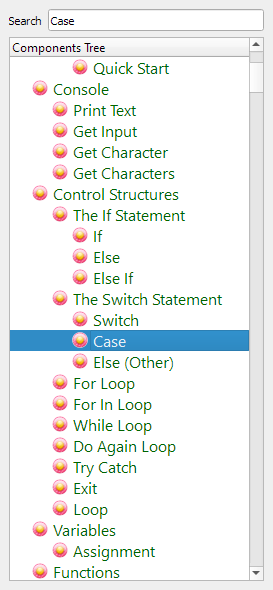 Search Case
Components Tree
Quick Start
Console
Print Text
Get Input
Get Character
Get Characters
Control Structures
The If Statement
If
Else
Else If
The Switch Statement
Switch
Case
Else (Other)
For Loop
For In Loop
While Loop
Do Again Loop
Try Catch
Exit
Loop
Variables
Assignment
Functions